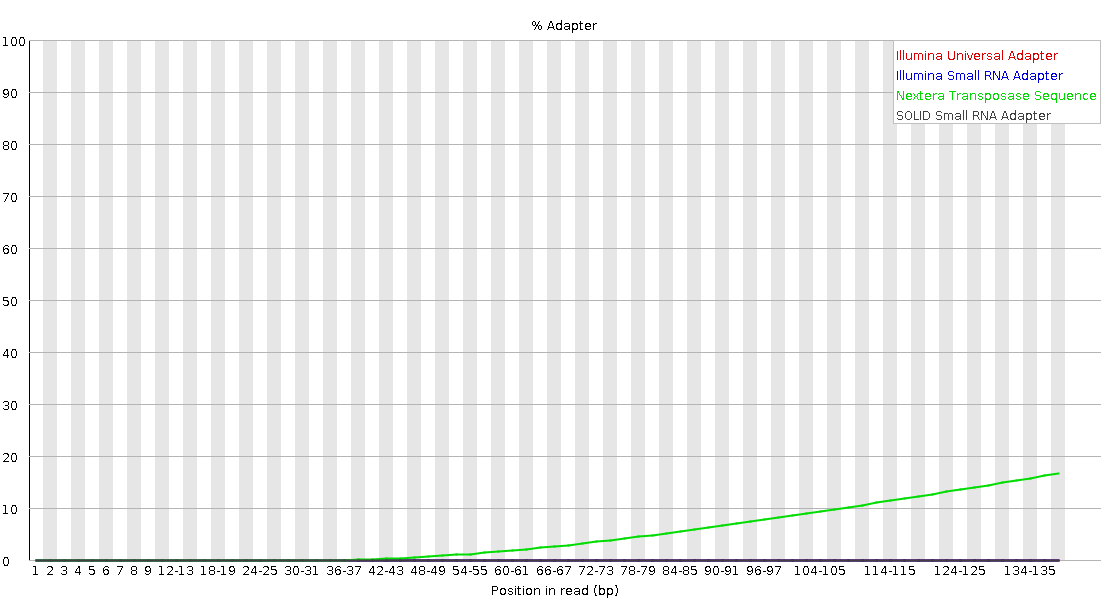 % Adapter
100
90
80
70
60
50
40
30
20
10
0
Illumina Universal Adapter
Illumina Small RNA Adapter
Nextera Transposase Sequence
SOLID Small RNA Adapter
1 2 3 4 5 6 7 8 9 12-13 18-19 24-25 30-31 36-37 42-43 48-49 54-55 60-61 66-67 72-73 78-79 84-85 90-91 96-97 104-105 114-115 124-125 134-135
Position in read (bp)